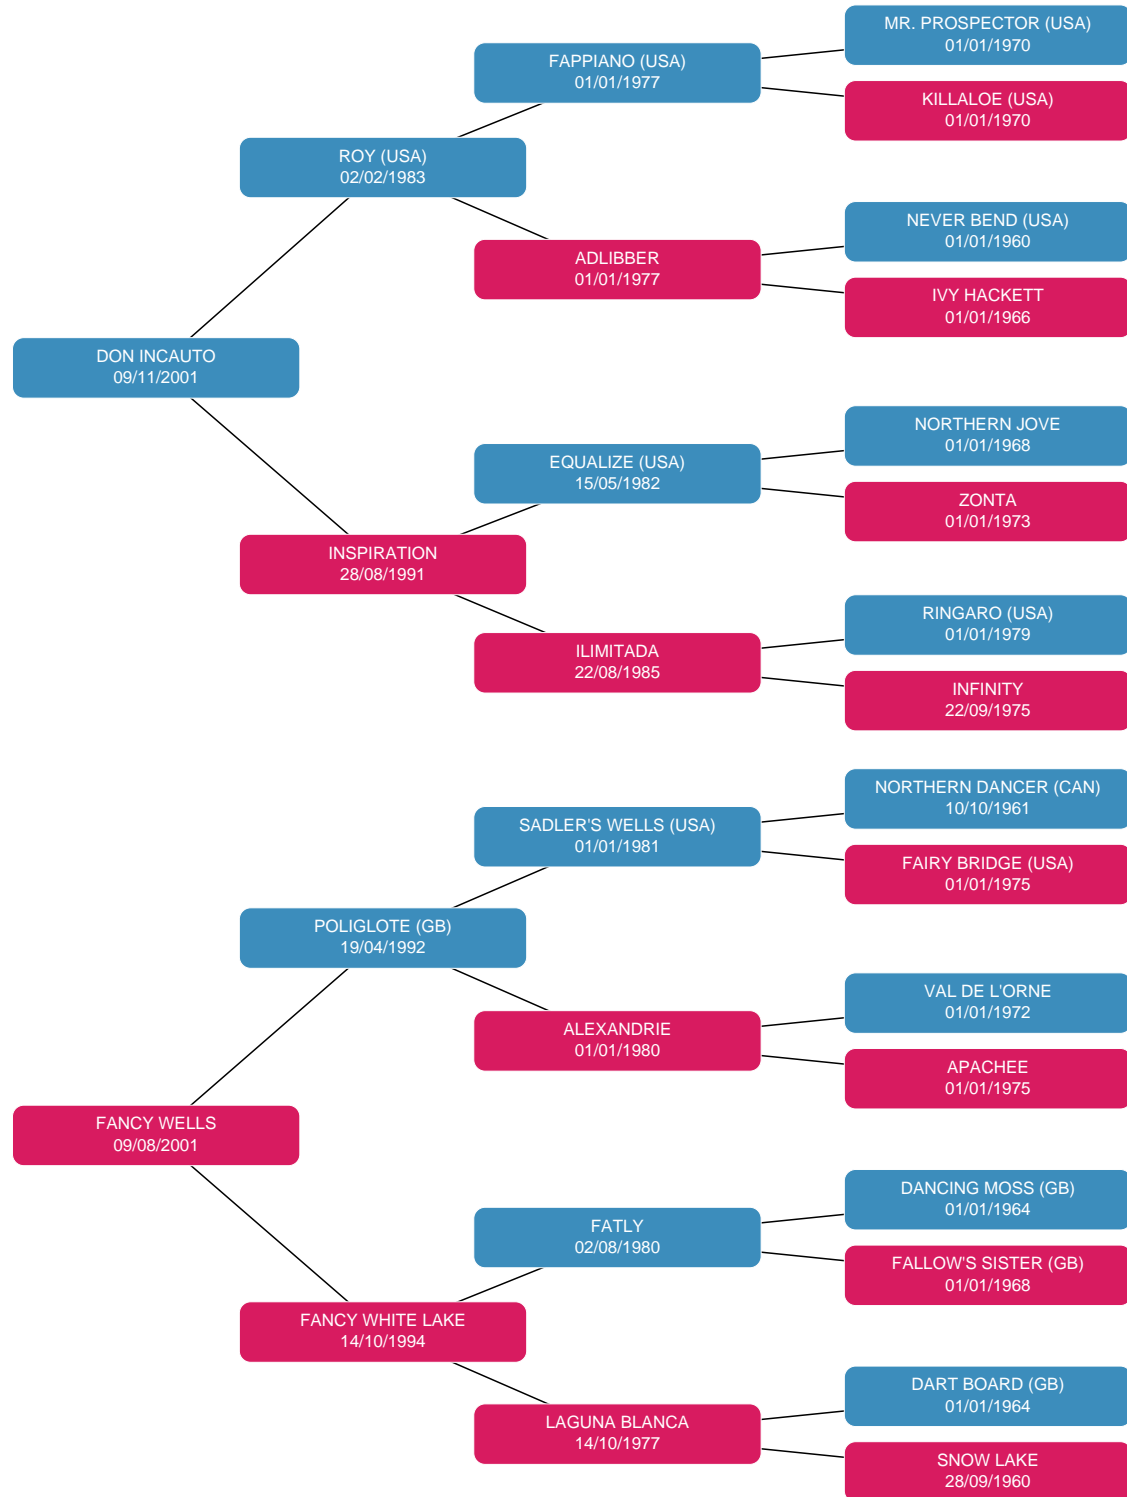 MR. PROSPECTOR (USA)
01/01/1970
FAPPIANO (USA)
01/01/1977
KILLALOE (USA)
01/01/1970
ROY (USA)
02/02/1983
NEVER BEND (USA)
01/01/1960
ADLIBBER
01/01/1977
IVY HACKETT
01/01/1966
DON INCAUTO
09/11/2001
NORTHERN JOVE
01/01/1968
EQUALIZE (USA)
15/05/1982
ZONTA
01/01/1973
INSPIRATION
28/08/1991
RINGARO (USA)
01/01/1979
ILIMITADA
22/08/1985
INFINITY
22/09/1975
NORTHERN DANCER (CAN)
10/10/1961
SADLER'S WELLS (USA)
01/01/1981
FAIRY BRIDGE (USA)
01/01/1975
POLIGLOTE (GB)
19/04/1992
VAL DE L'ORNE
01/01/1972
ALEXANDRIE
01/01/1980
APACHEE
01/01/1975
FANCY WELLS
09/08/2001
DANCING MOSS (GB)
01/01/1964
FATLY
02/08/1980
FALLOW'S SISTER (GB)
01/01/1968
FANCY WHITE LAKE
14/10/1994
DART BOARD (GB)
01/01/1964
LAGUNA BLANCA
14/10/1977
SNOW LAKE
28/09/1960